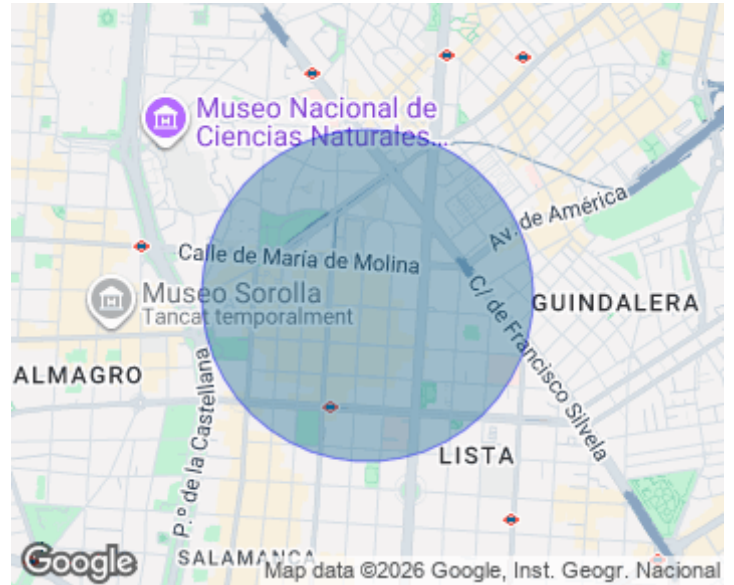 Museo Nacional de
Ciencias Naturales...
Av. de América
Calle de María de Molina
Museo Sorolla
Tancat temporalment
C/ de Francisco Silvela
GUINDALERA
ALMAGRO
P.º de la Castellana
LISTA
SALAMANCA
Google
Map data ©2026 Google, Inst. Geogr. Nacional